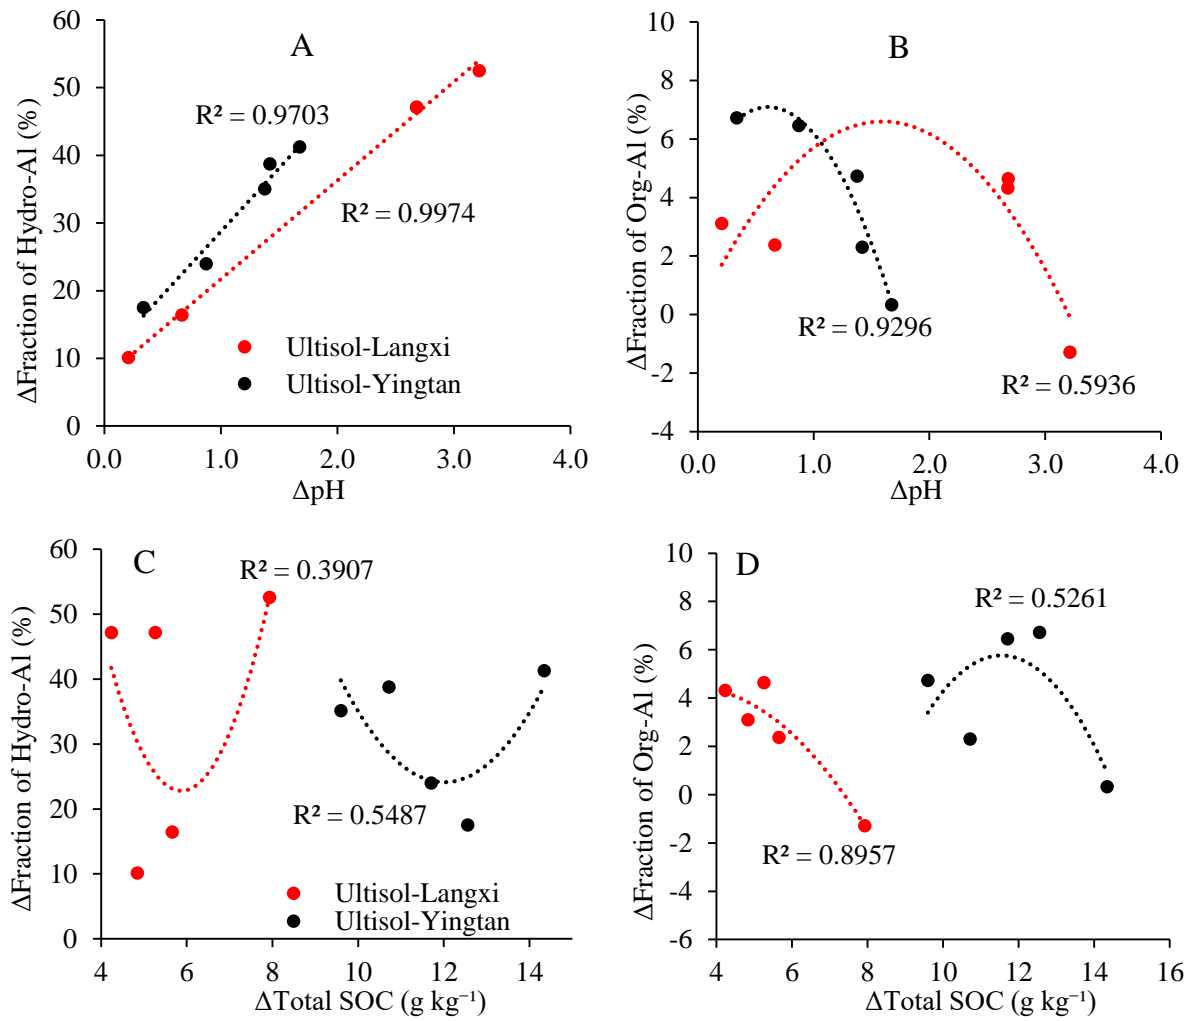 A
ΔFraction of Hydro-Al (%)
60
50
40
30
20
10
0
R² = 0.9703
R² = 0.9974
Ultisol-Langxi
Ultisol-Yingtan
0.0 1.0 2.0 3.0 4.0
ΔpH
B
ΔFraction of Org-Al (%)
10
8
6
4
2
0
-2
-4
R² = 0.9296
R² = 0.5936
0.0 1.0 2.0 3.0 4.0
ΔpH
C
ΔFraction of Hydro-Al (%)
60
50
40
30
20
10
0
R² = 0.3907
R² = 0.5487
Ultisol-Langxi
Ultisol-Yingtan
4 6 8 10 12 14
ΔTotal SOC (g kg⁻¹)
D
ΔFraction of Org-Al (%)
10
8
6
4
2
0
-2
-4
-6
R² = 0.5261
R² = 0.8957
4 6 8 10 12 14 16
ΔTotal SOC (g kg⁻¹)